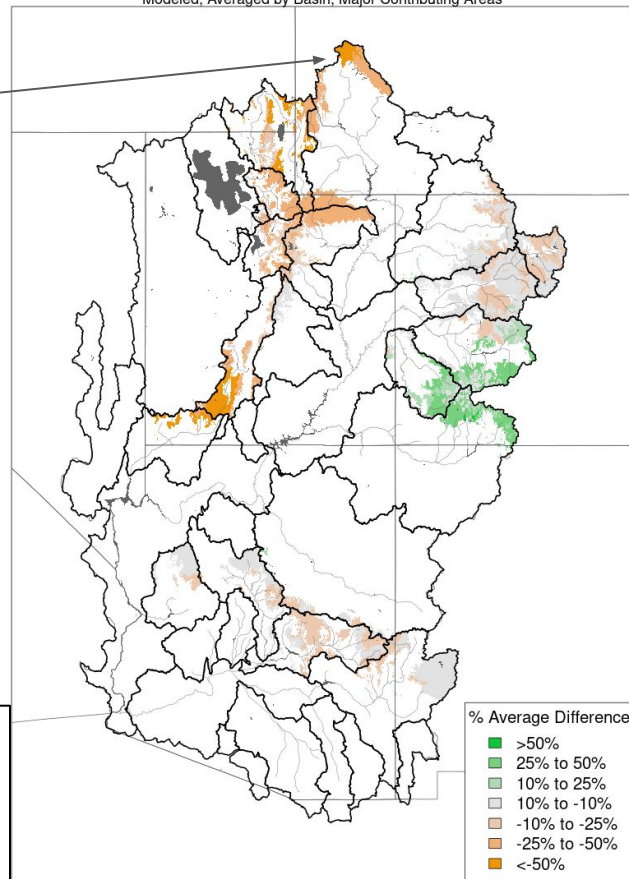 Modeled, Averaged by Basin, Major Contributing Areas
% Average Difference
>50%
25% to 50%
10% to 25%
10% to -10%
-10% to -25%
-25% to -50%
<-50%